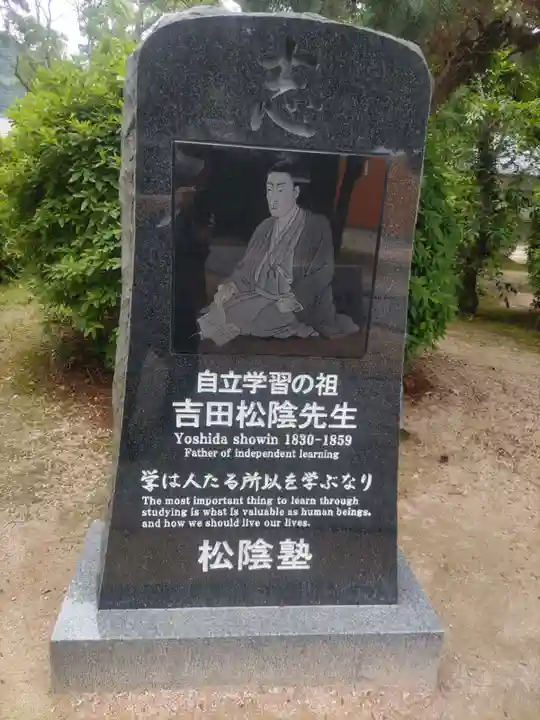 志
自立学習の祖
吉田松陰先生
Yoshida showin 1830-1859
Father of independent learning
学は人たる所以を学ぶなり
The most important thing to learn through
studying is what is valuable as human beings,
and how we should live our lives.
松陰塾